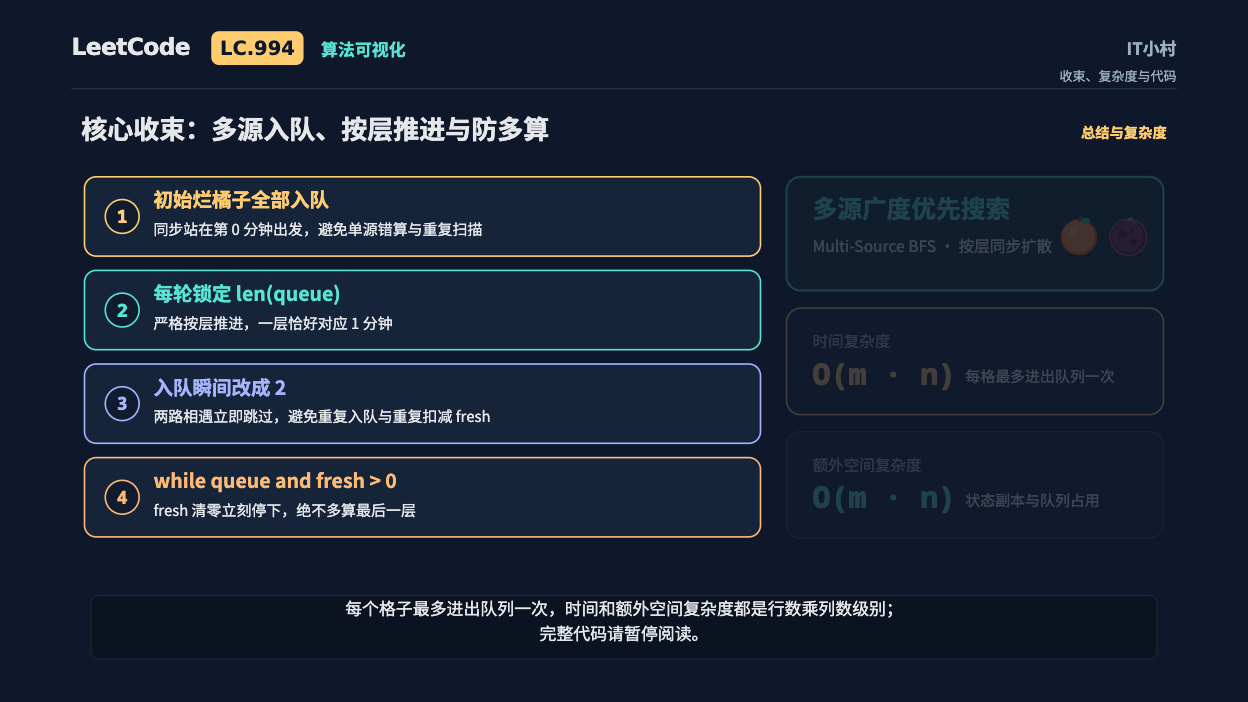 LeetCode LC.994 算法可视化
IT小村
收束、复杂度与代码
核心收束：多源入队、按层推进与防多算
总结与复杂度
1
初始烂橘子全部入队
同步站在第 0 分钟出发，避免单源错算与重复扫描
2
每轮锁定 len(queue)
严格按层推进，一层恰好对应 1 分钟
3
入队瞬间改成 2
两路相遇立即跳过，避免重复入队与重复扣减 fresh
4
while queue and fresh > 0
fresh 清零立刻停下，绝不多算最后一层
多源广度优先搜索
Multi-Source BFS · 按层同步扩散
时间复杂度
O(m · n) 每格最多进出队列一次
额外空间复杂度
O(m · n) 状态副本与队列占用
每个格子最多进出队列一次，时间和额外空间复杂度都是行数乘列数级别；
完整代码请暂停阅读。